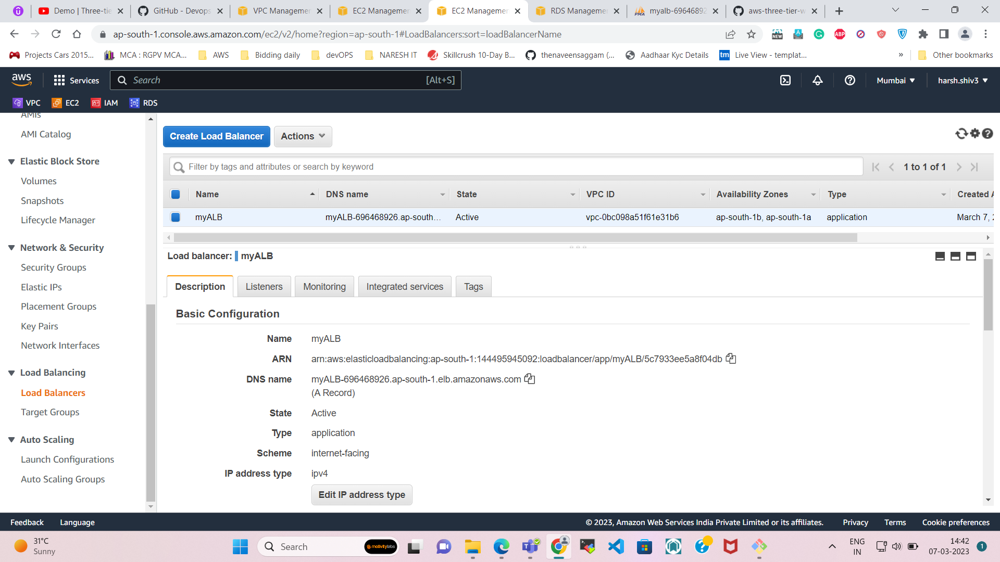 Demo | Three-tie
GitHub - Devops
VPC Managemen
EC2 Managemen
EC2 Managemen
RDS Manageme
myalb-69646892
aws-three-tier-w
ap-south-1.console.aws.amazon.com/ec2/v2/home?region=ap-south-1#LoadBalancers:sort=loadBalancerName
Projects Cars 2015...
MCA : RGPV MCA...
AWS
Bidding daily
devOPS
NARESH IT
Skillcrush 10-Day B...
thenaveensaggam (...
Aadhaar Kyc Details
Live View - templat...
»
Other bookmarks
aws
Services
Search
[Alt+S]
Mumbai
harsh.shiv3
VPC
EC2
IAM
RDS
AMIs
AMI Catalog
Elastic Block Store
Volumes
Snapshots
Lifecycle Manager
Network & Security
Security Groups
Elastic IPs
Placement Groups
Key Pairs
Network Interfaces
Load Balancing
Load Balancers
Target Groups
Auto Scaling
Launch Configurations
Auto Scaling Groups
Create Load Balancer
Actions
Filter by tags and attributes or search by keyword
1 to 1 of 1
Name DNS name State VPC ID Availability Zones Type Created A
myALB myALB-696468926.ap-south... Active vpc-0bc098a51f61e31b6 ap-south-1b, ap-south-1a application March 7, 2
Load balancer: myALB
Description
Listeners
Monitoring
Integrated services
Tags
Basic Configuration
Name myALB
ARN arn:aws:elasticloadbalancing:ap-south-1:144495945092:loadbalancer/app/myALB/5c7933ee5a8f04db
DNS name myALB-696468926.ap-south-1.elb.amazonaws.com
(A Record)
State Active
Type application
Scheme internet-facing
IP address type ipv4
Edit IP address type
Feedback
Language
© 2023, Amazon Web Services India Private Limited or its affiliates.
Privacy
Terms
Cookie preferences
31°C
Sunny
Search
motivitylabs
ENG
IN
14:42
07-03-2023
1